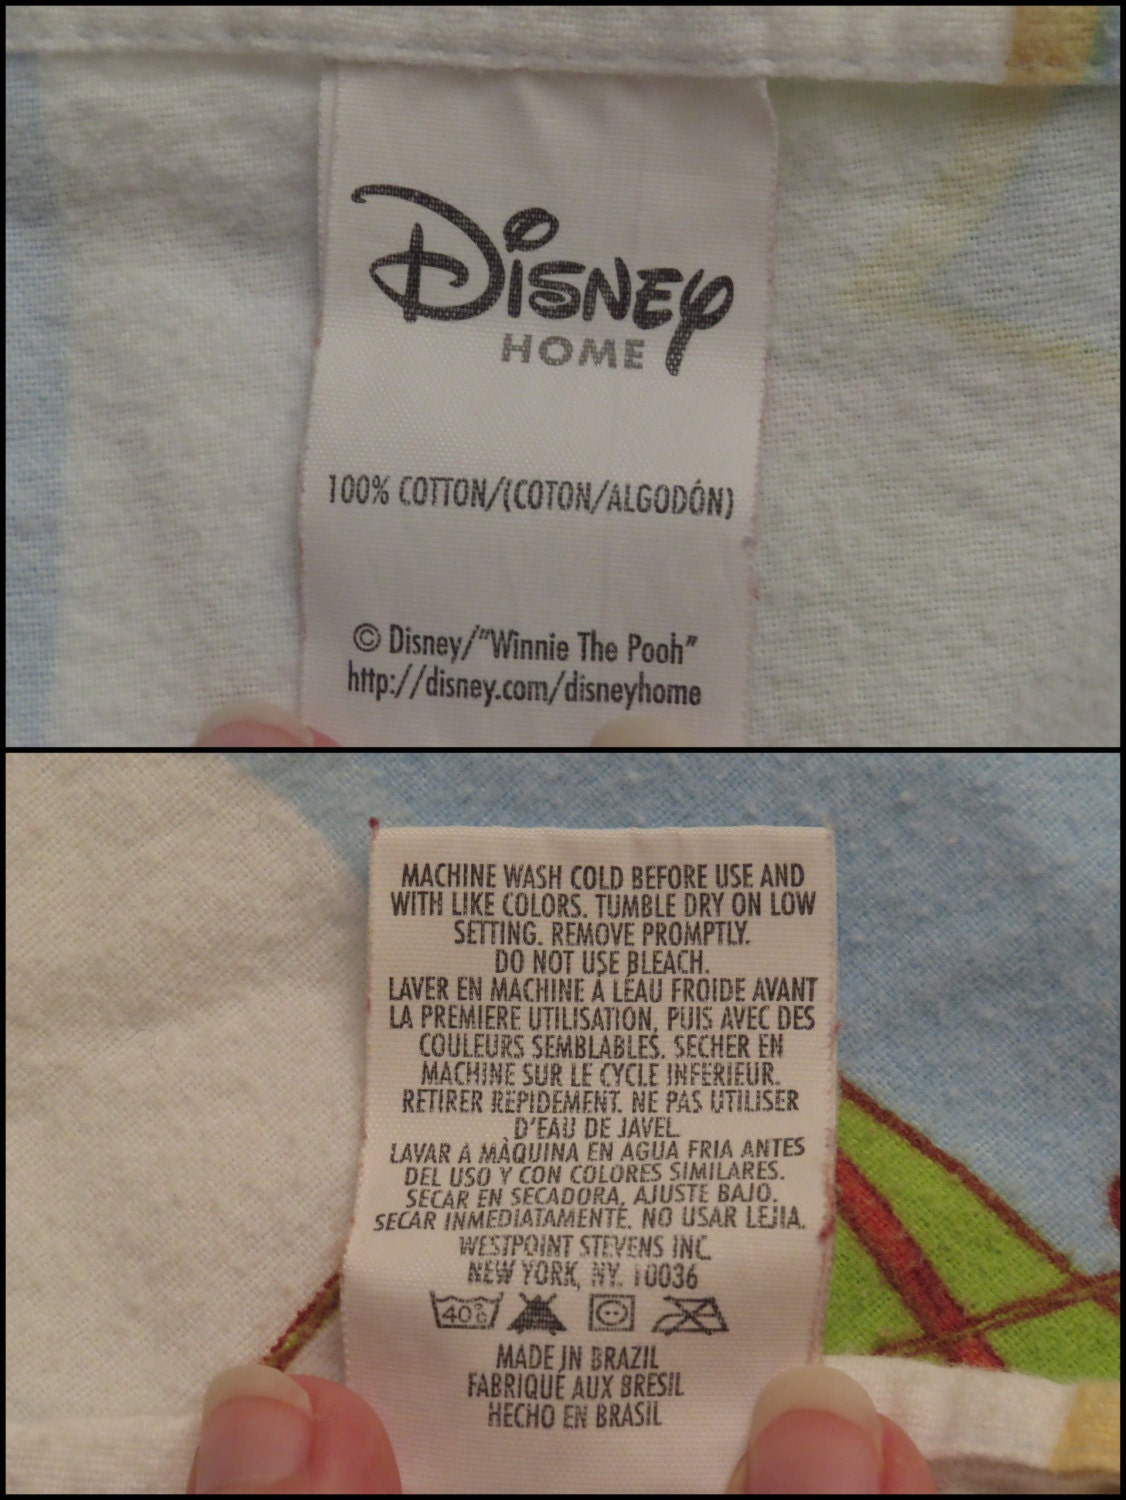 Disney
HOME
100% COTTON/(COTON/ALGODÓN)
© Disney/"Winnie The Pooh"
http://disney.com/disneyhome
MACHINE WASH COLD BEFORE USE AND
WITH LIKE COLORS. TUMBLE DRY ON LOW
SETTING. REMOVE PROMPTLY.
DO NOT USE BLEACH.
LAVER EN MACHINE À LÉAU FROIDE AVANT
LA PREMIERE UTILISATION, PUIS AVEC DES
COULEURS SEMBLABLES. SECHER EN
MACHINE SUR LE CYCLE INFERIEUR.
RETIRER REPIDEMENT. NE PAS UTILISER
D'EAU DE JAVEL
LAVAR A MÀQUINA EN AGUA FRIA ANTES
DEL USO Y CON COLORES SIMILARES.
SECAR EN SECADORA, AJUSTE BAJO.
SECAR INMEDIATAMENTE. NO USAR LEJIA.
WESTPOINT STEVENS INC.
NEW YORK, NY. 10036
40°C
MADE IN BRAZIL
FABRIQUÉ AUX BRESIL
HECHO EN BRASIL